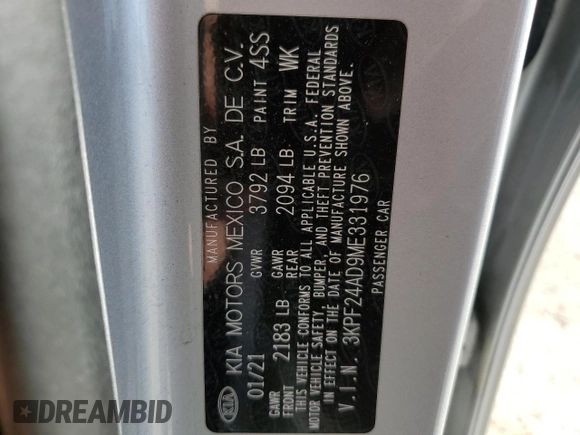 MANUFACTURED BY
KIA KIA MOTORS MEXICO S.A. DE C.V.
01/21 GVWR 3792 LB PAINT 4SS
GAWR FRONT 2183 LB GAWR REAR 2094 LB TRIM WK
THIS VEHICLE CONFORMS TO ALL APPLICABLE U.S.A. FEDERAL
MOTOR VEHICLE SAFETY, BUMPER, AND THEFT PREVENTION STANDARDS
IN EFFECT ON THE DATE OF MANUFACTURE SHOWN ABOVE.
V.I.N. 3KPF24AD9ME331976
PASSENGER CAR
DREAMBID